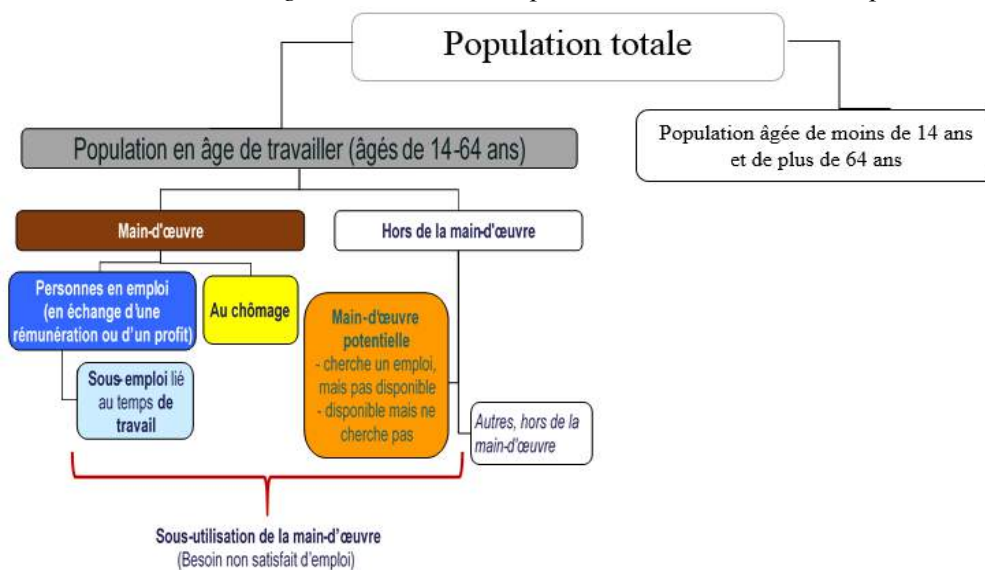 Population totale
Population âgée de moins de 14 ans
et de plus de 64 ans
Population en âge de travailler (âgés de 14-64 ans)
Main-d'œuvre
Hors de la main-d'œuvre
Personnes en emploi
(en échange d'une
rémunération ou d'un profit)
Au chômage
Main-d'œuvre
potentielle
- cherche un emploi,
mais pas disponible
- disponible mais ne
cherche pas
Sous-emploi lié
au temps de
travail
Autres, hors de la
main-d'œuvre
Sous-utilisation de la main-d'œuvre
(Besoin non satisfait d'emploi)